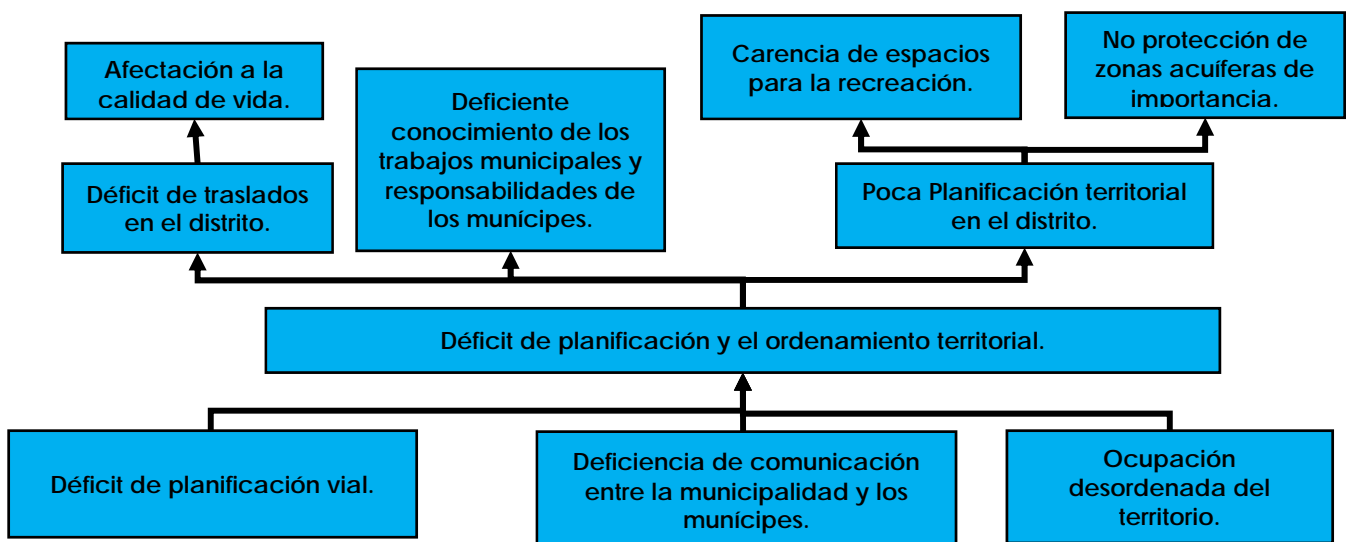 Afectación a la
calidad de vida.
Deficiente
conocimiento de los
trabajos municipales y
responsabilidades de
los munícipes.
Carencia de espacios
para la recreación.
No protección de
zonas acuíferas de
importancia.
Déficit de traslados
en el distrito.
Poca Planificación territorial
en el distrito.
Déficit de planificación y el ordenamiento territorial.
Déficit de planificación vial.
Deficiencia de comunicación
entre la municipalidad y los
munícipes.
Ocupación
desordenada del
territorio.